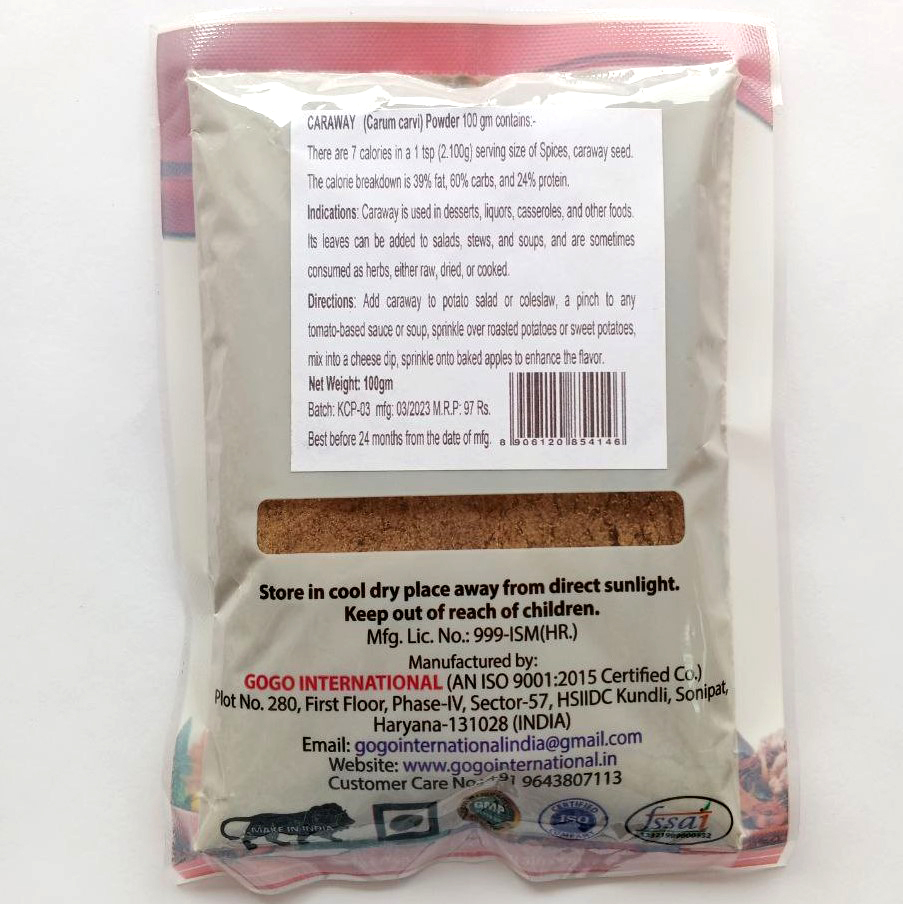 CARAWAY (Carum carvi) Powder 100 gm contains:-
There are 7 calories in a 1 tsp (2.100g) serving size of Spices, caraway seed.
The calorie breakdown is 39% fat, 60% carbs, and 24% protein.
Indications: Caraway is used in desserts, liquors, casseroles, and other foods.
Its leaves can be added to salads, stews, and soups, and are sometimes
consumed as herbs, either raw, dried, or cooked.
Directions: Add caraway to potato salad or coleslaw, a pinch to any
tomato-based sauce or soup, sprinkle over roasted potatoes or sweet potatoes,
mix into a cheese dip, sprinkle onto baked apples to enhance the flavor.
Net Weight: 100gm
Batch: KCP-03 mfg: 03/2023 M.R.P: 97 Rs.
Best before 24 months from the date of mfg.
8 906120 854146
Store in cool dry place away from direct sunlight.
Keep out of reach of children.
Mfg. Lic. No.: 999-ISM(HR.)
Manufactured by:
GOGO INTERNATIONAL (AN ISO 9001:2015 Certified Co.)
Plot No. 280, First Floor, Phase-IV, Sector-57, HSIIDC Kundli, Sonipat,
Haryana-131028 (INDIA)
Email: gogointernationalindia@gmail.com
Website: www.gogointernational.in
Customer Care No.: +91 9643807113
MAKE IN INDIA
GMP
CERTIFIED
ISO
COMPANY
fssai